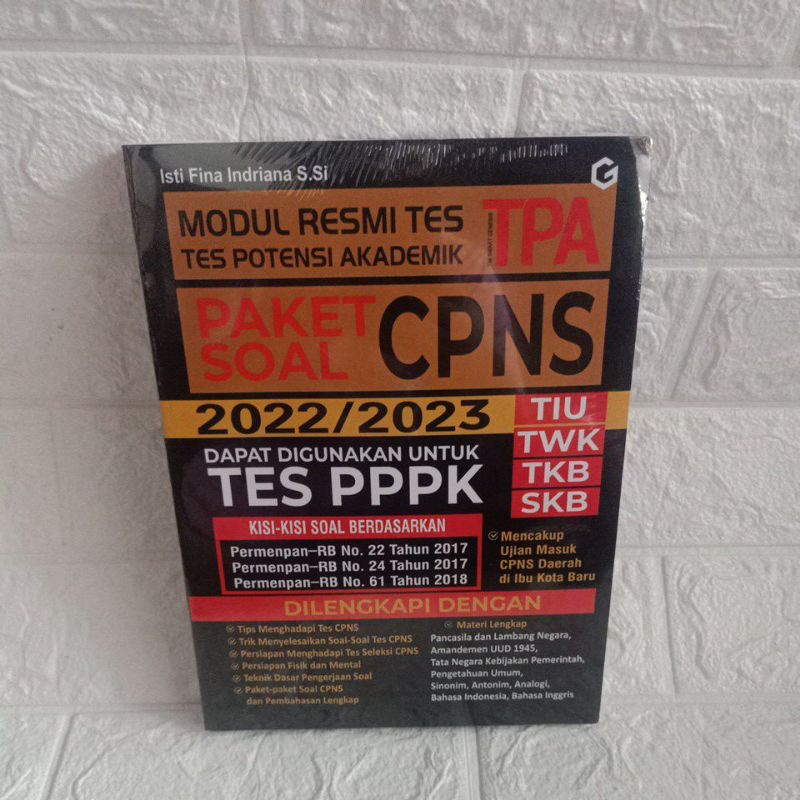 Isti Fina Indriana S.Si
G
MODUL RESMI TES
TES POTENSI AKADEMIK
TPA
PAKET
SOAL
CPNS
2022/2023
TIU
TWK
TKB
SKB
DAPAT DIGUNAKAN UNTUK
TES PPPK
KISI-KISI SOAL BERDASARKAN
Permenpan–RB No. 22 Tahun 2017
Permenpan–RB No. 24 Tahun 2017
Permenpan–RB No. 61 Tahun 2018
Mencakup
Ujian Masuk
CPNS Daerah
di Ibu Kota Baru
DILENGKAPI DENGAN
Tips Menghadapi Tes CPNS
Trik Menyelesaikan Soal-Soal Tes CPNS
Persiapan Menghadapi Tes Seleksi CPNS
Persiapan Fisik dan Mental
Teknik Dasar Pengerjaan Soal
Paket-paket Soal CPNS
dan Pembahasan Lengkap
Materi Lengkap
Pancasila dan Lambang Negara,
Amandemen UUD 1945,
Tata Negara Kebijakan Pemerintah,
Pengetahuan Umum,
Sinonim, Antonim, Analogi,
Bahasa Indonesia, Bahasa Inggris